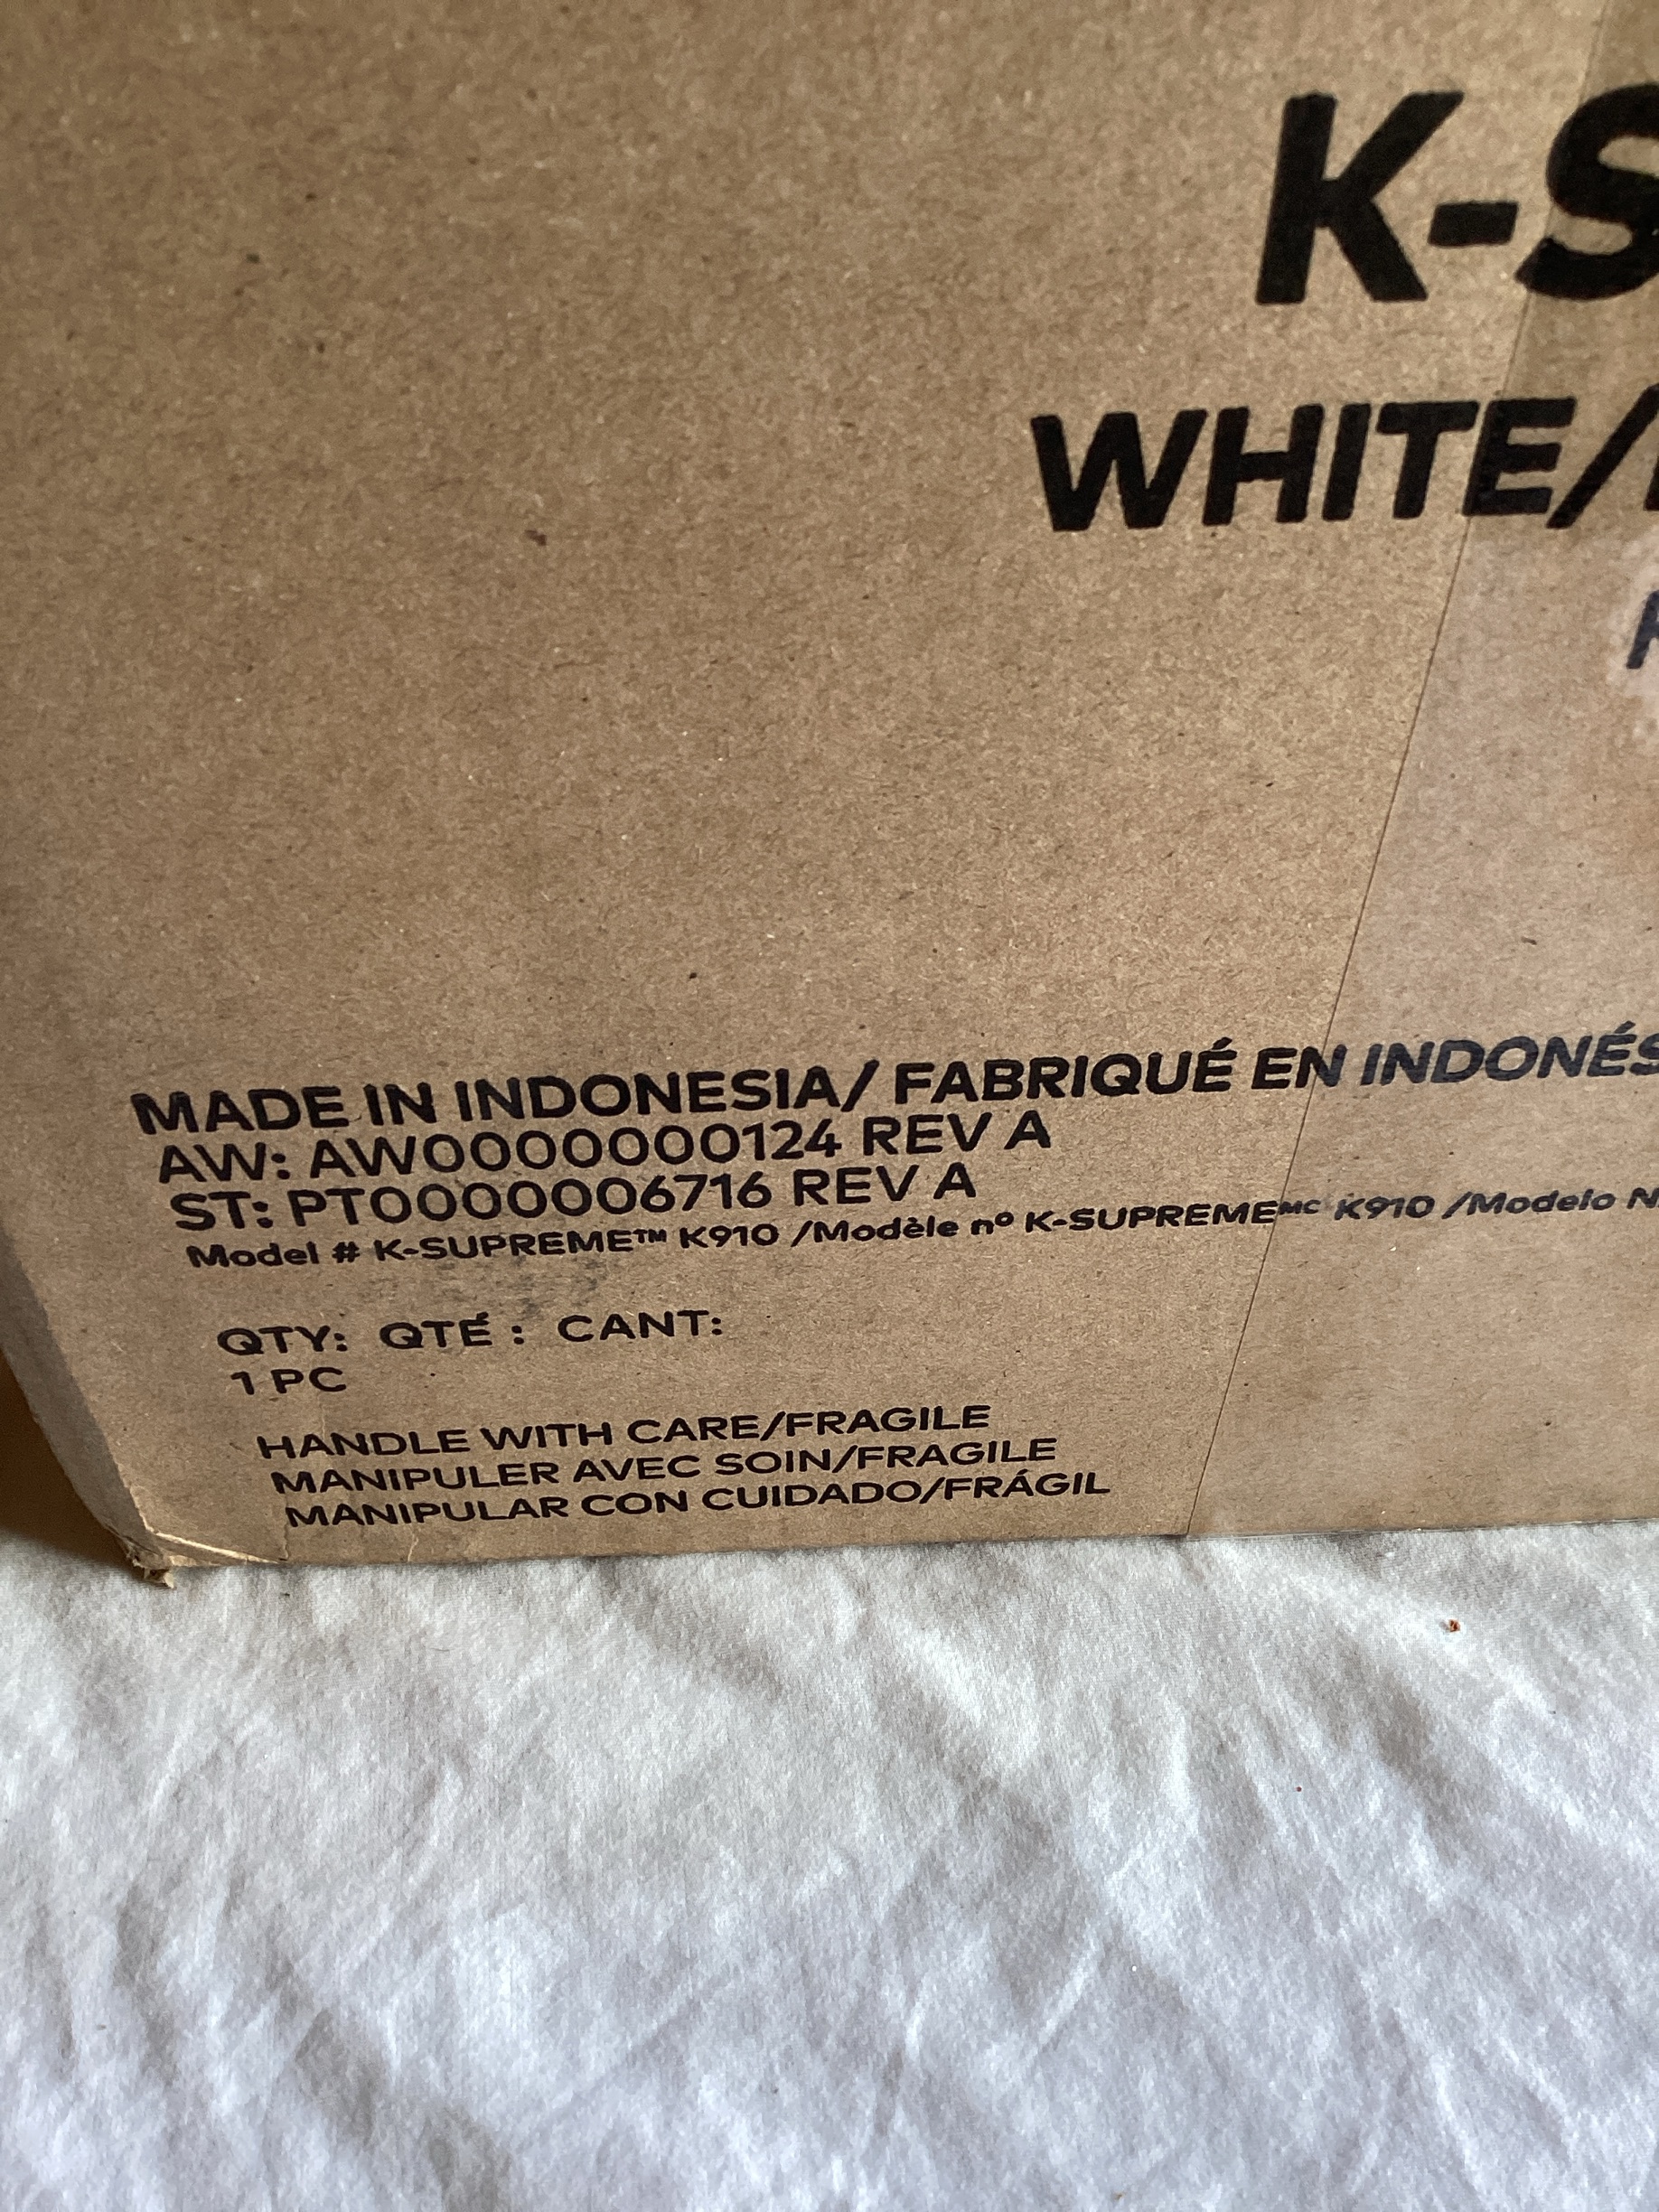 K-S
WHITE/
MADE IN INDONESIA/ FABRIQUÉ EN INDONÉS
AW: AW0000000124 REV A
ST: PT0000006716 REV A
Model # K-SUPREME™ K910 /Modèle nº K-SUPREMEᴹᶜ K910 /Modelo N
QTY: QTÉ : CANT:
1 PC
HANDLE WITH CARE/FRAGILE
MANIPULER AVEC SOIN/FRAGILE
MANIPULAR CON CUIDADO/FRÁGIL